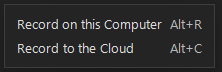 Record on this Computer Alt+R
Record to the Cloud Alt+C